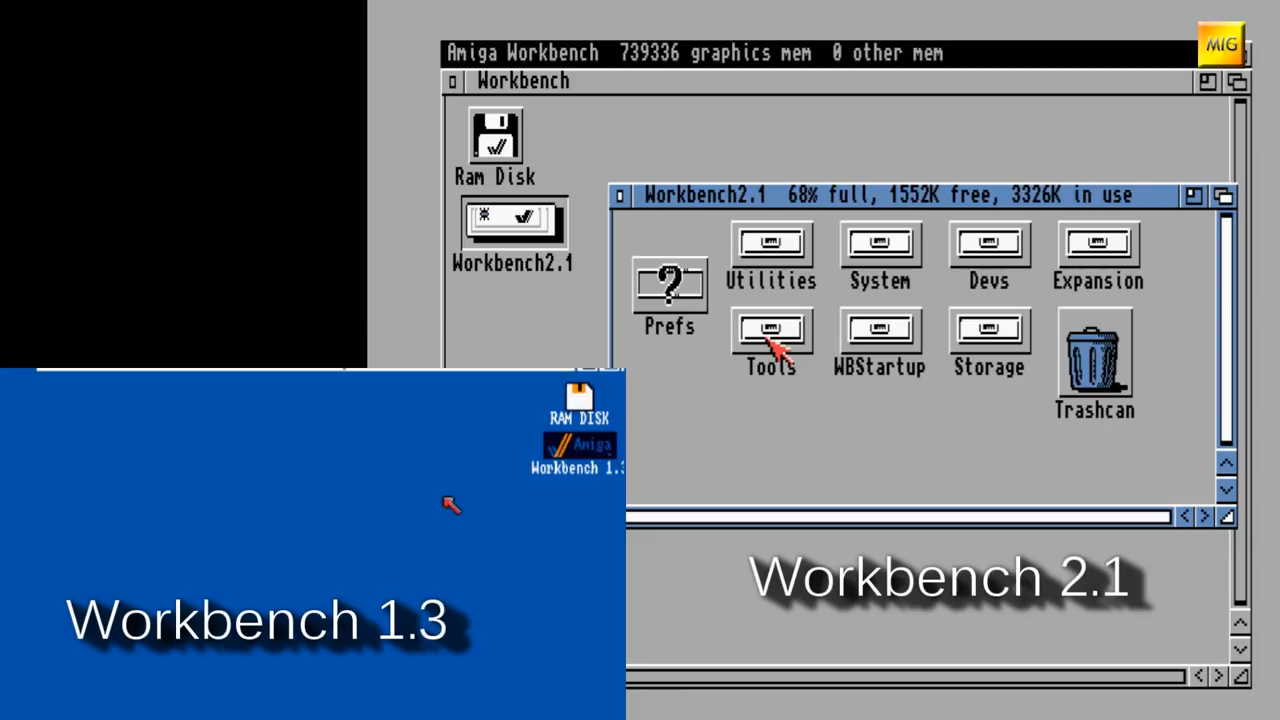 MIG
Amiga Workbench 739336 graphics mem 0 other mem
Workbench
Ram Disk
Workbench2.1
Workbench2.1 68% full, 1552K free, 3326K in use
Prefs
Utilities
System
Devs
Expansion
Tools
WBStartup
Storage
Trashcan
RAM DISK
Amiga
Workbench 1.3
Workbench 1.3
Workbench 2.1